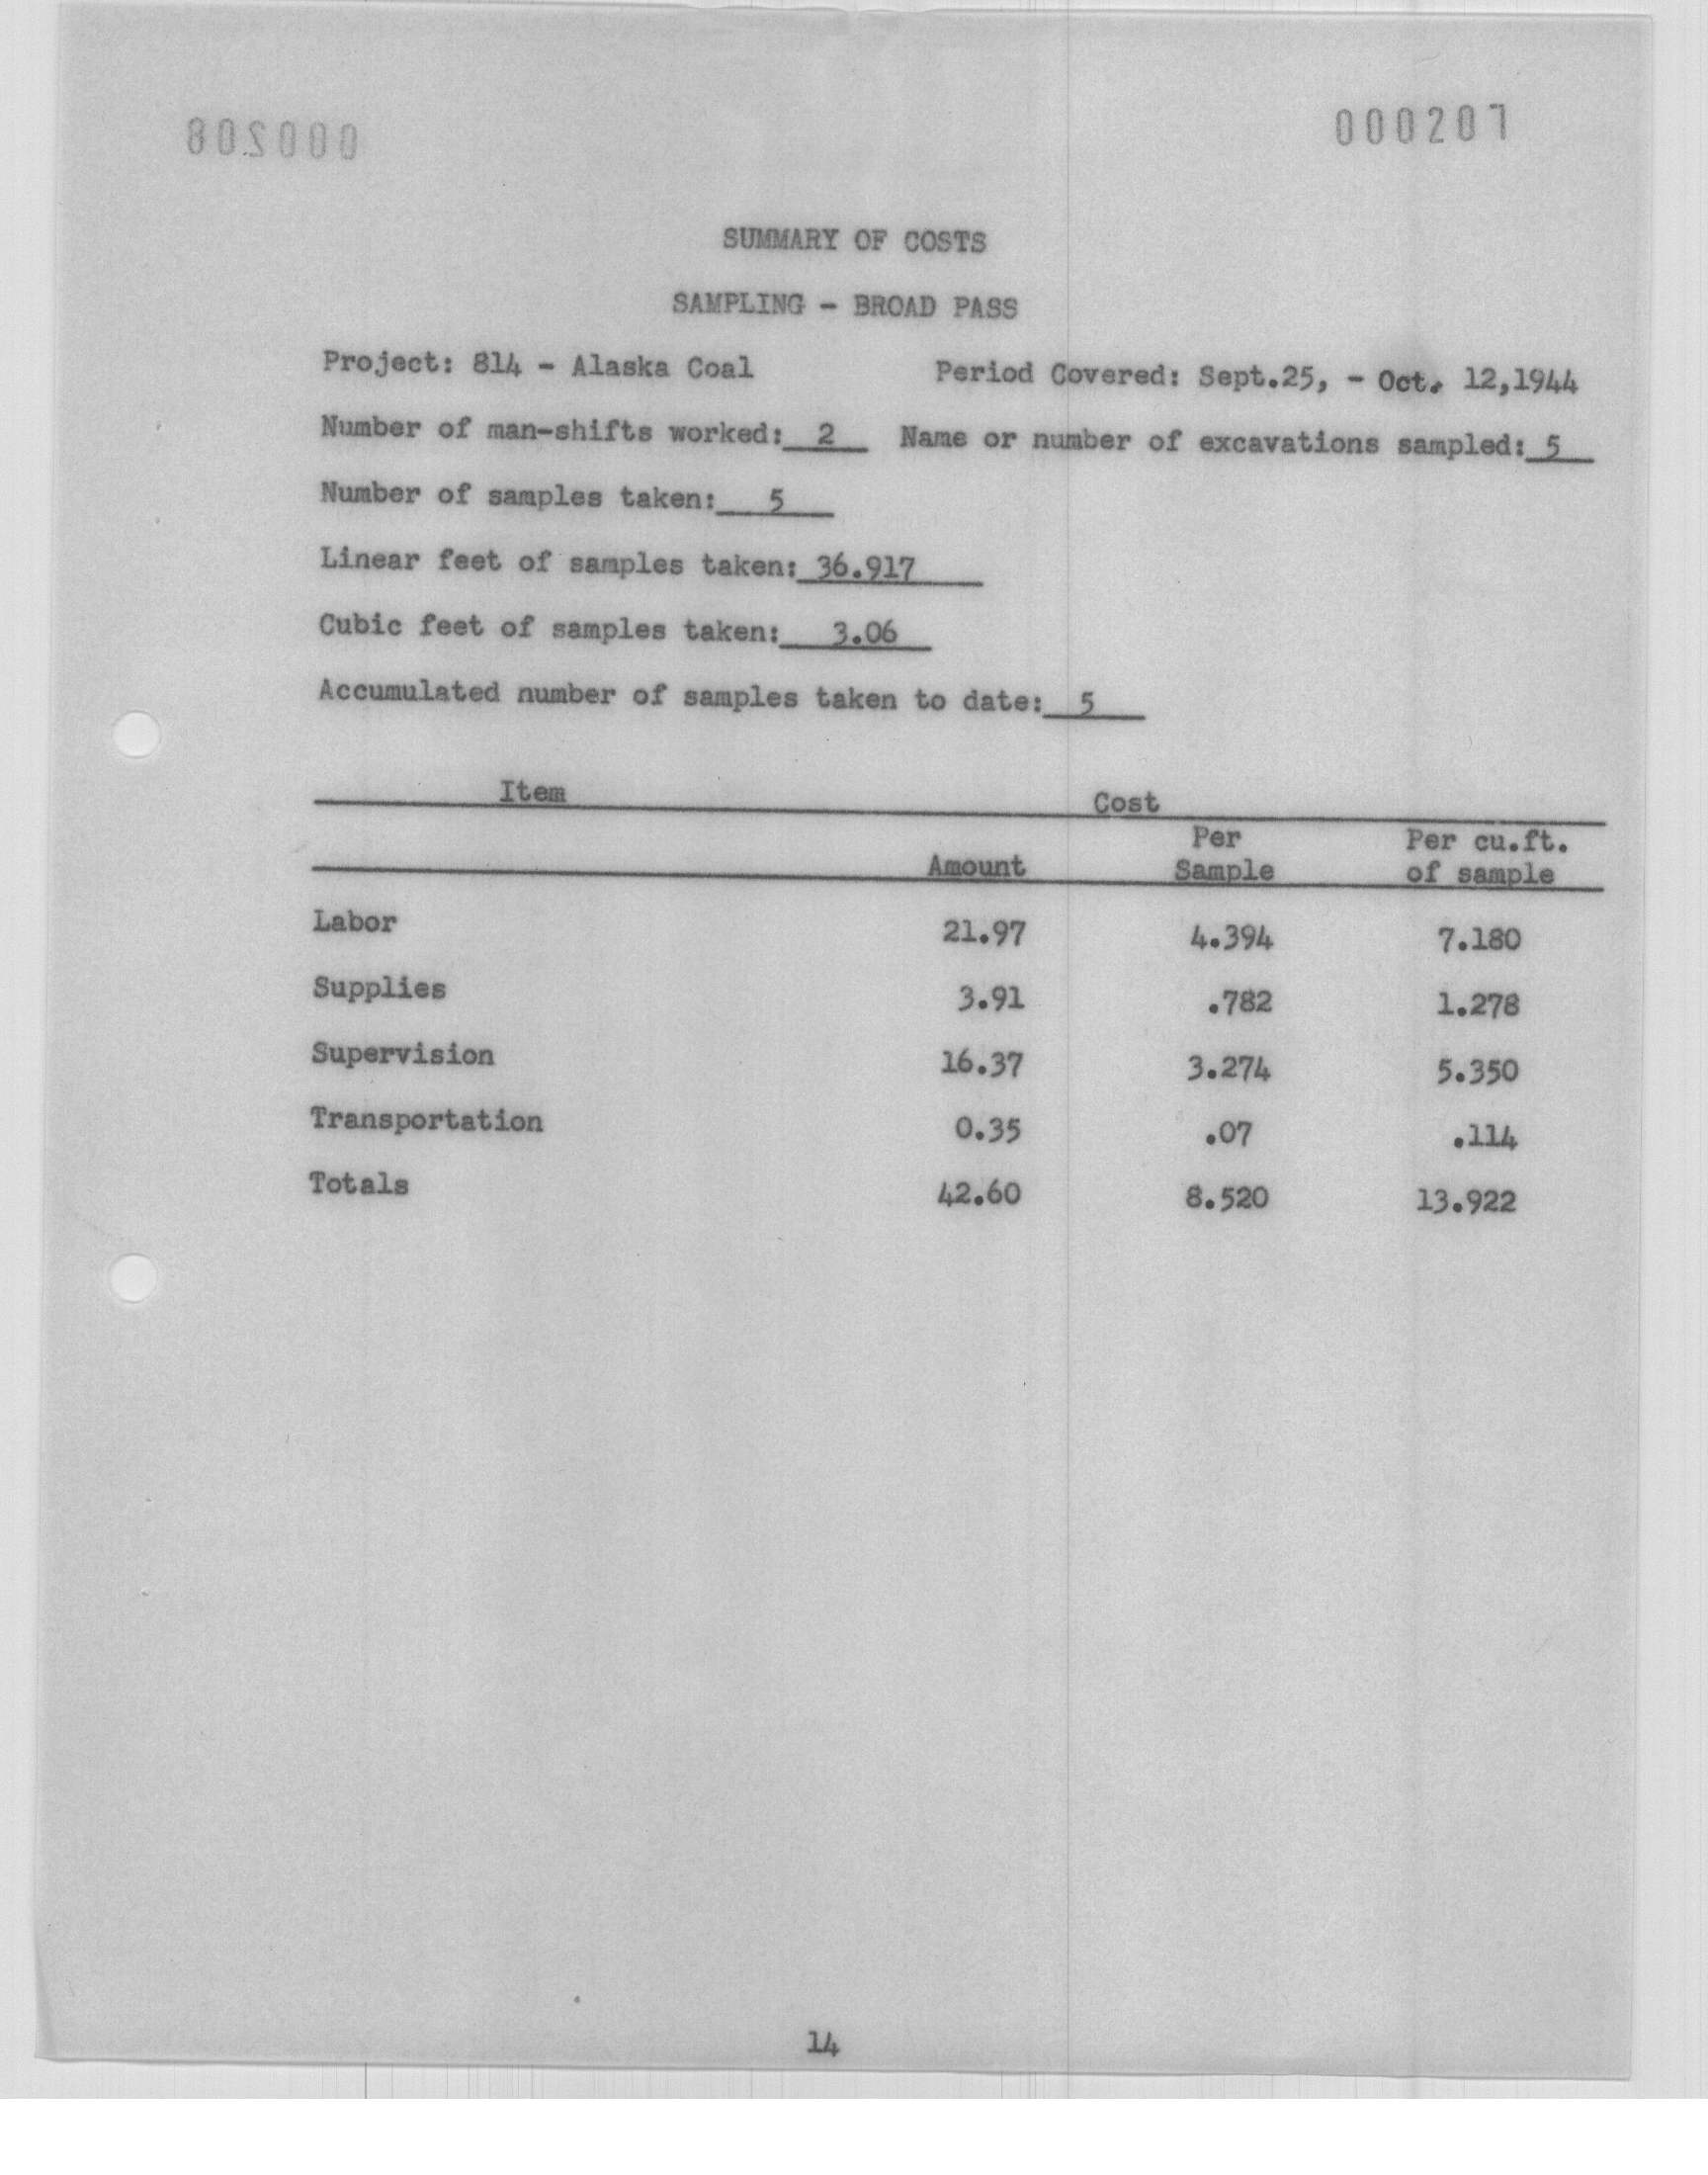 802000
000207
SUMMARY OF COSTS
SAMPLING - BROAD PASS
Project: 814 - Alaska Coal Period Covered: Sept.25, - Oct. 12,1944
Number of man-shifts worked: 2 Name or number of excavations sampled: 5
Number of samples taken: 5
Linear feet of samples taken: 36.917
Cubic feet of samples taken: 3.06
Accumulated number of samples taken to date: 5
Item Cost
Per Per cu.ft.
Amount Sample of sample
Labor 21.97 4.394 7.180
Supplies 3.91 .782 1.278
Supervision 16.37 3.274 5.350
Transportation 0.35 .07 .114
Totals 42.60 8.520 13.922
14